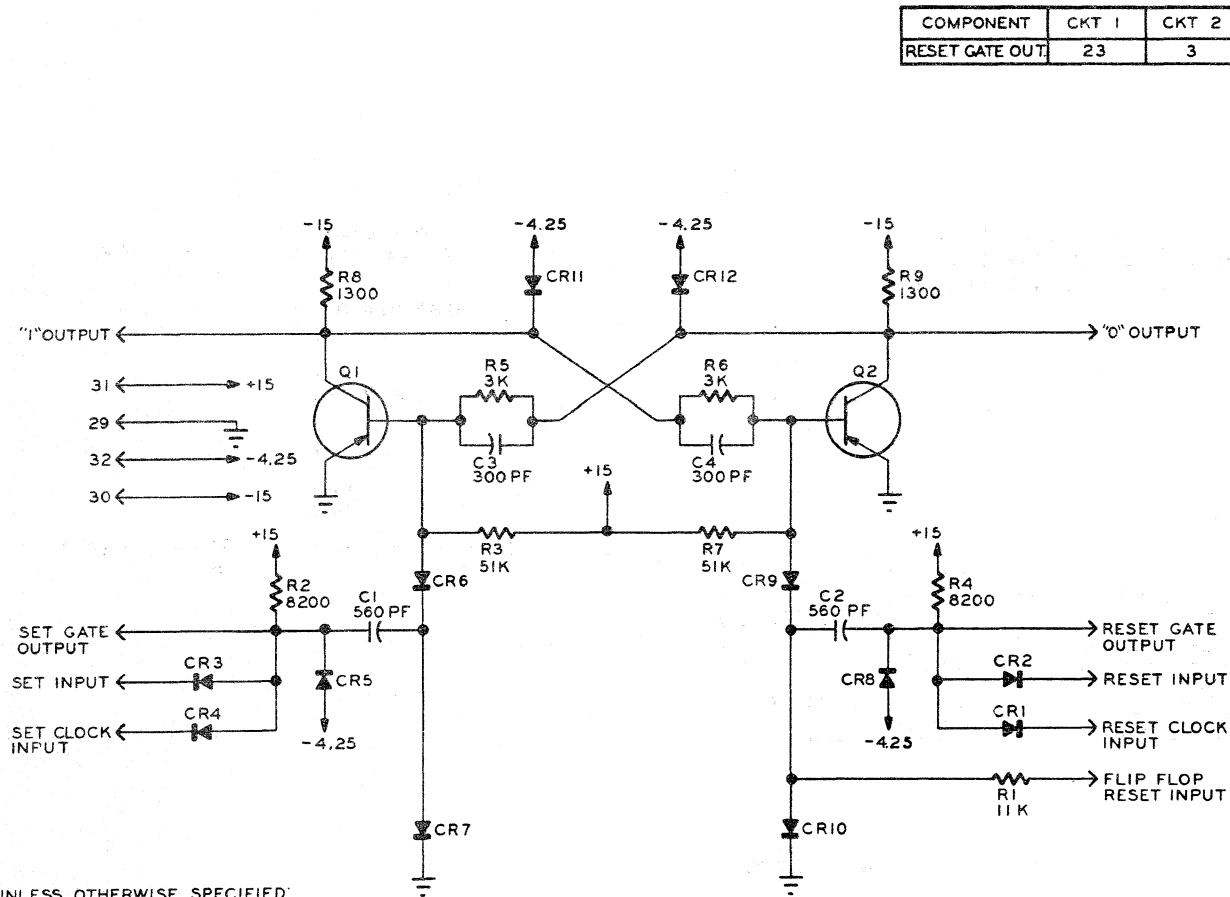 COMPONENT CKT 1 CKT 2
RESET GATE OUT. 23 3
-15 -4.25 -4.25 -15
R8
1300
CR11
CR12
R9
1300
"1" OUTPUT
"0" OUTPUT
31 +15
29
32 -4.25
30 -15
Q1
R5
3K
C3
300 PF
R6
3K
C4
300 PF
Q2
+15
R3
51K
R7
51K
+15
R2
8200
C1
560 PF
CR6
CR9
C2
560 PF
+15
R4
8200
SET GATE
OUTPUT
RESET GATE
OUTPUT
SET INPUT
CR3
CR5
CR8
CR2
RESET INPUT
SET CLOCK
INPUT
CR4
-4.25
-4.25
CR1
RESET CLOCK
INPUT
R1
11K
FLIP FLOP
RESET INPUT
CR7
CR10
UNLESS OTHERWISE SPECIFIED: